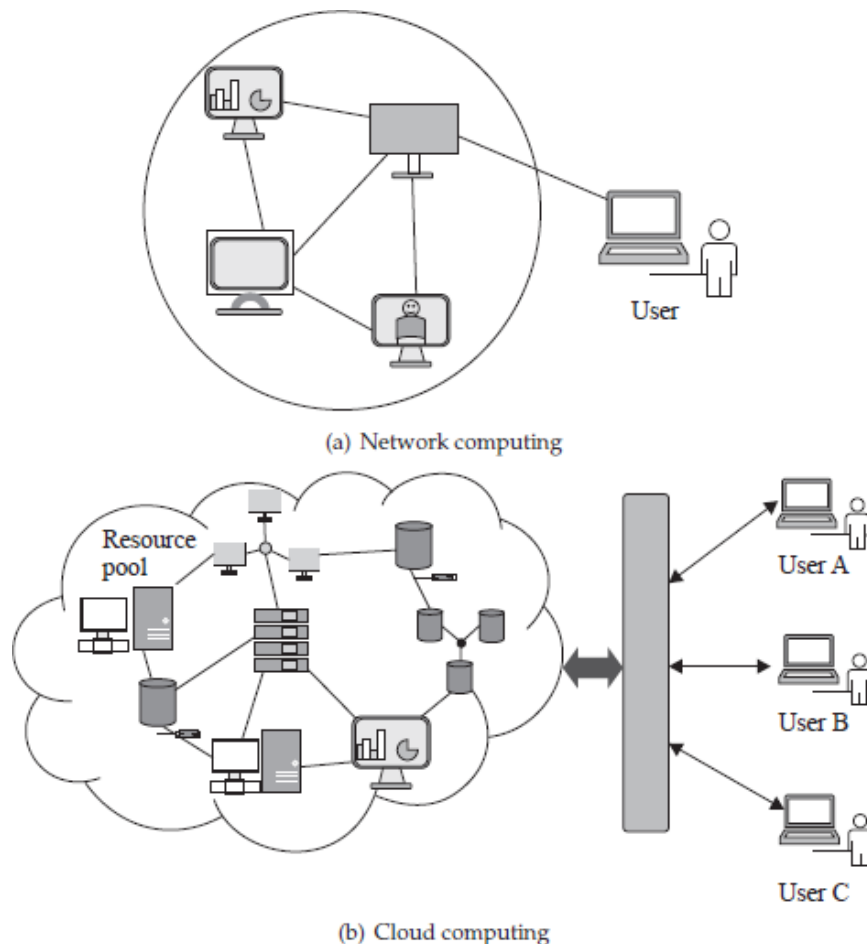 User
(a) Network computing
Resource
pool
User A
User B
User C
(b) Cloud computing